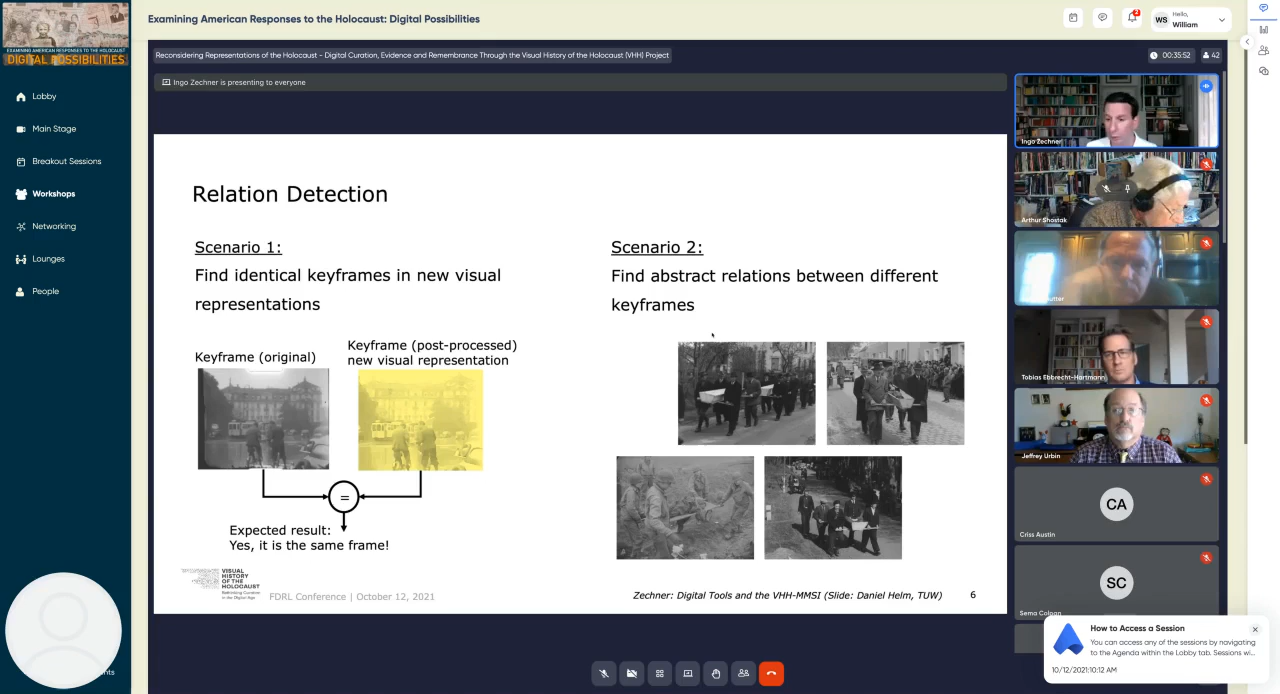 EXAMINING AMERICAN RESPONSES TO THE HOLOCAUST
DIGITAL POSSIBILITIES
Lobby
Main Stage
Breakout Sessions
Workshops
Networking
Lounges
People
nts
Examining American Responses to the Holocaust: Digital Possibilities
WS
Hello,
William
Reconsidering Representations of the Holocaust - Digital Curation, Evidence and Remembrance Through the Visual History of the Holocaust (VHH) Project
00:35:52
42
Ingo Zechner is presenting to everyone
Relation Detection
Scenario 1:
Find identical keyframes in new visual
representations
Keyframe (original)
Keyframe (post-processed)
new visual representation
=
Expected result:
Yes, it is the same frame!
Scenario 2:
Find abstract relations between different
keyframes
VISUAL
HISTORY
OF THE
HOLOCAUST
Rethinking Curation
in the Digital Age
FDRL Conference | October 12, 2021
Zechner: Digital Tools and the VHH-MMSI (Slide: Daniel Helm, TUW)
6
Ingo Zechner
Arthur Shostak
Tobias Ebbrecht-Hartmann
Jeffrey Urbin
CA
Criss Austin
SC
Sema Colpan
How to Access a Session
You can access any of the sessions by navigating
to the Agenda within the Lobby tab. Sessions wi...
10/12/2021:10:12 AM